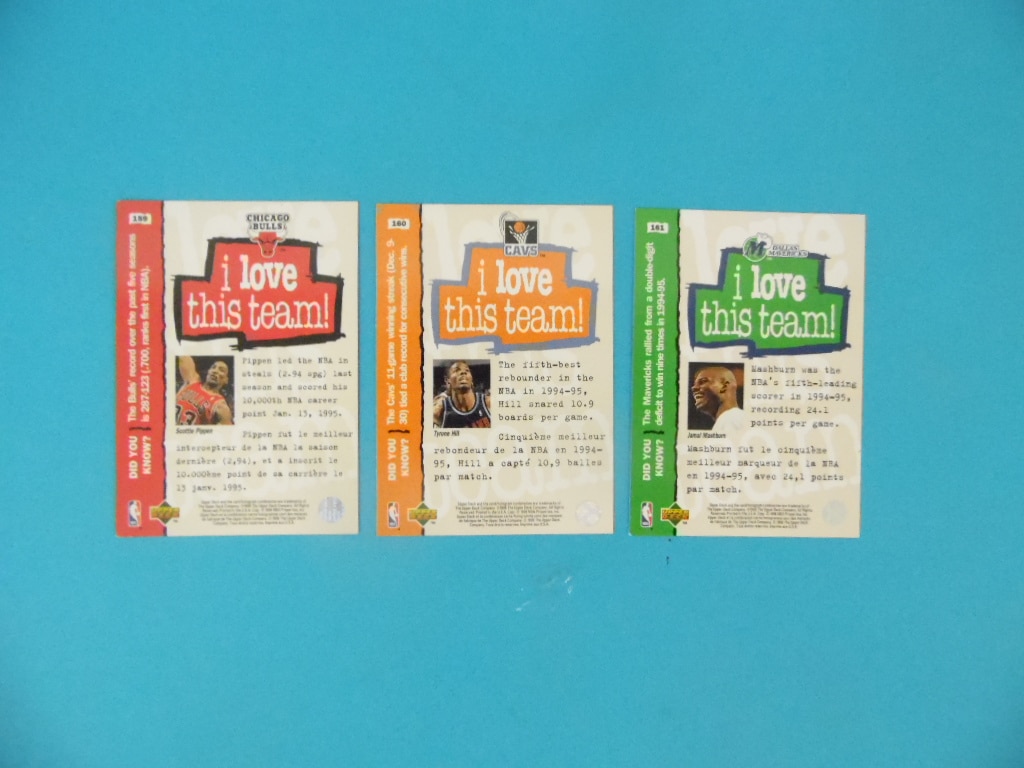 159
CHICAGO
BULLS
i love
this team!
DID YOU
KNOW?
The Bulls' record over the past five seasons
is 287-123 (.700, ranks first in NBA).
Scottie Pippen
Pippen led the NBA in
steals (2.94 spg) last
season and scored his
10,000th NBA career
point Jan. 13, 1995.
Pippen fut le meilleur
intercepteur de la NBA la saison
dernière (2,94), et a inscrit le
10.000ème point de sa carrière le
13 janv. 1995.
160
CAVS
i love
this team!
DID YOU
KNOW?
The Cavs' 11-game winning streak (Dec. 9-
30) tied a club record for consecutive wins.
Tyrone Hill
The fifth-best
rebounder in the
NBA in 1994-95,
Hill snared 10.9
boards per game.
Cinquième meilleur
rebondeur de la NBA en 1994-
95, Hill a capté 10,9 balles
par match.
161
DALLAS
MAVERICKS
i love
this team!
DID YOU
KNOW?
The Mavericks rallied from a double-digit
deficit to win nine times in 1994-95.
Jamal Mashburn
Mashburn was the
NBA's fifth-leading
scorer in 1994-95,
recording 24.1
points per game.
Mashburn fut le cinquième
meilleur marqueur de la NBA
en 1994-95, avec 24,1 points
par match.